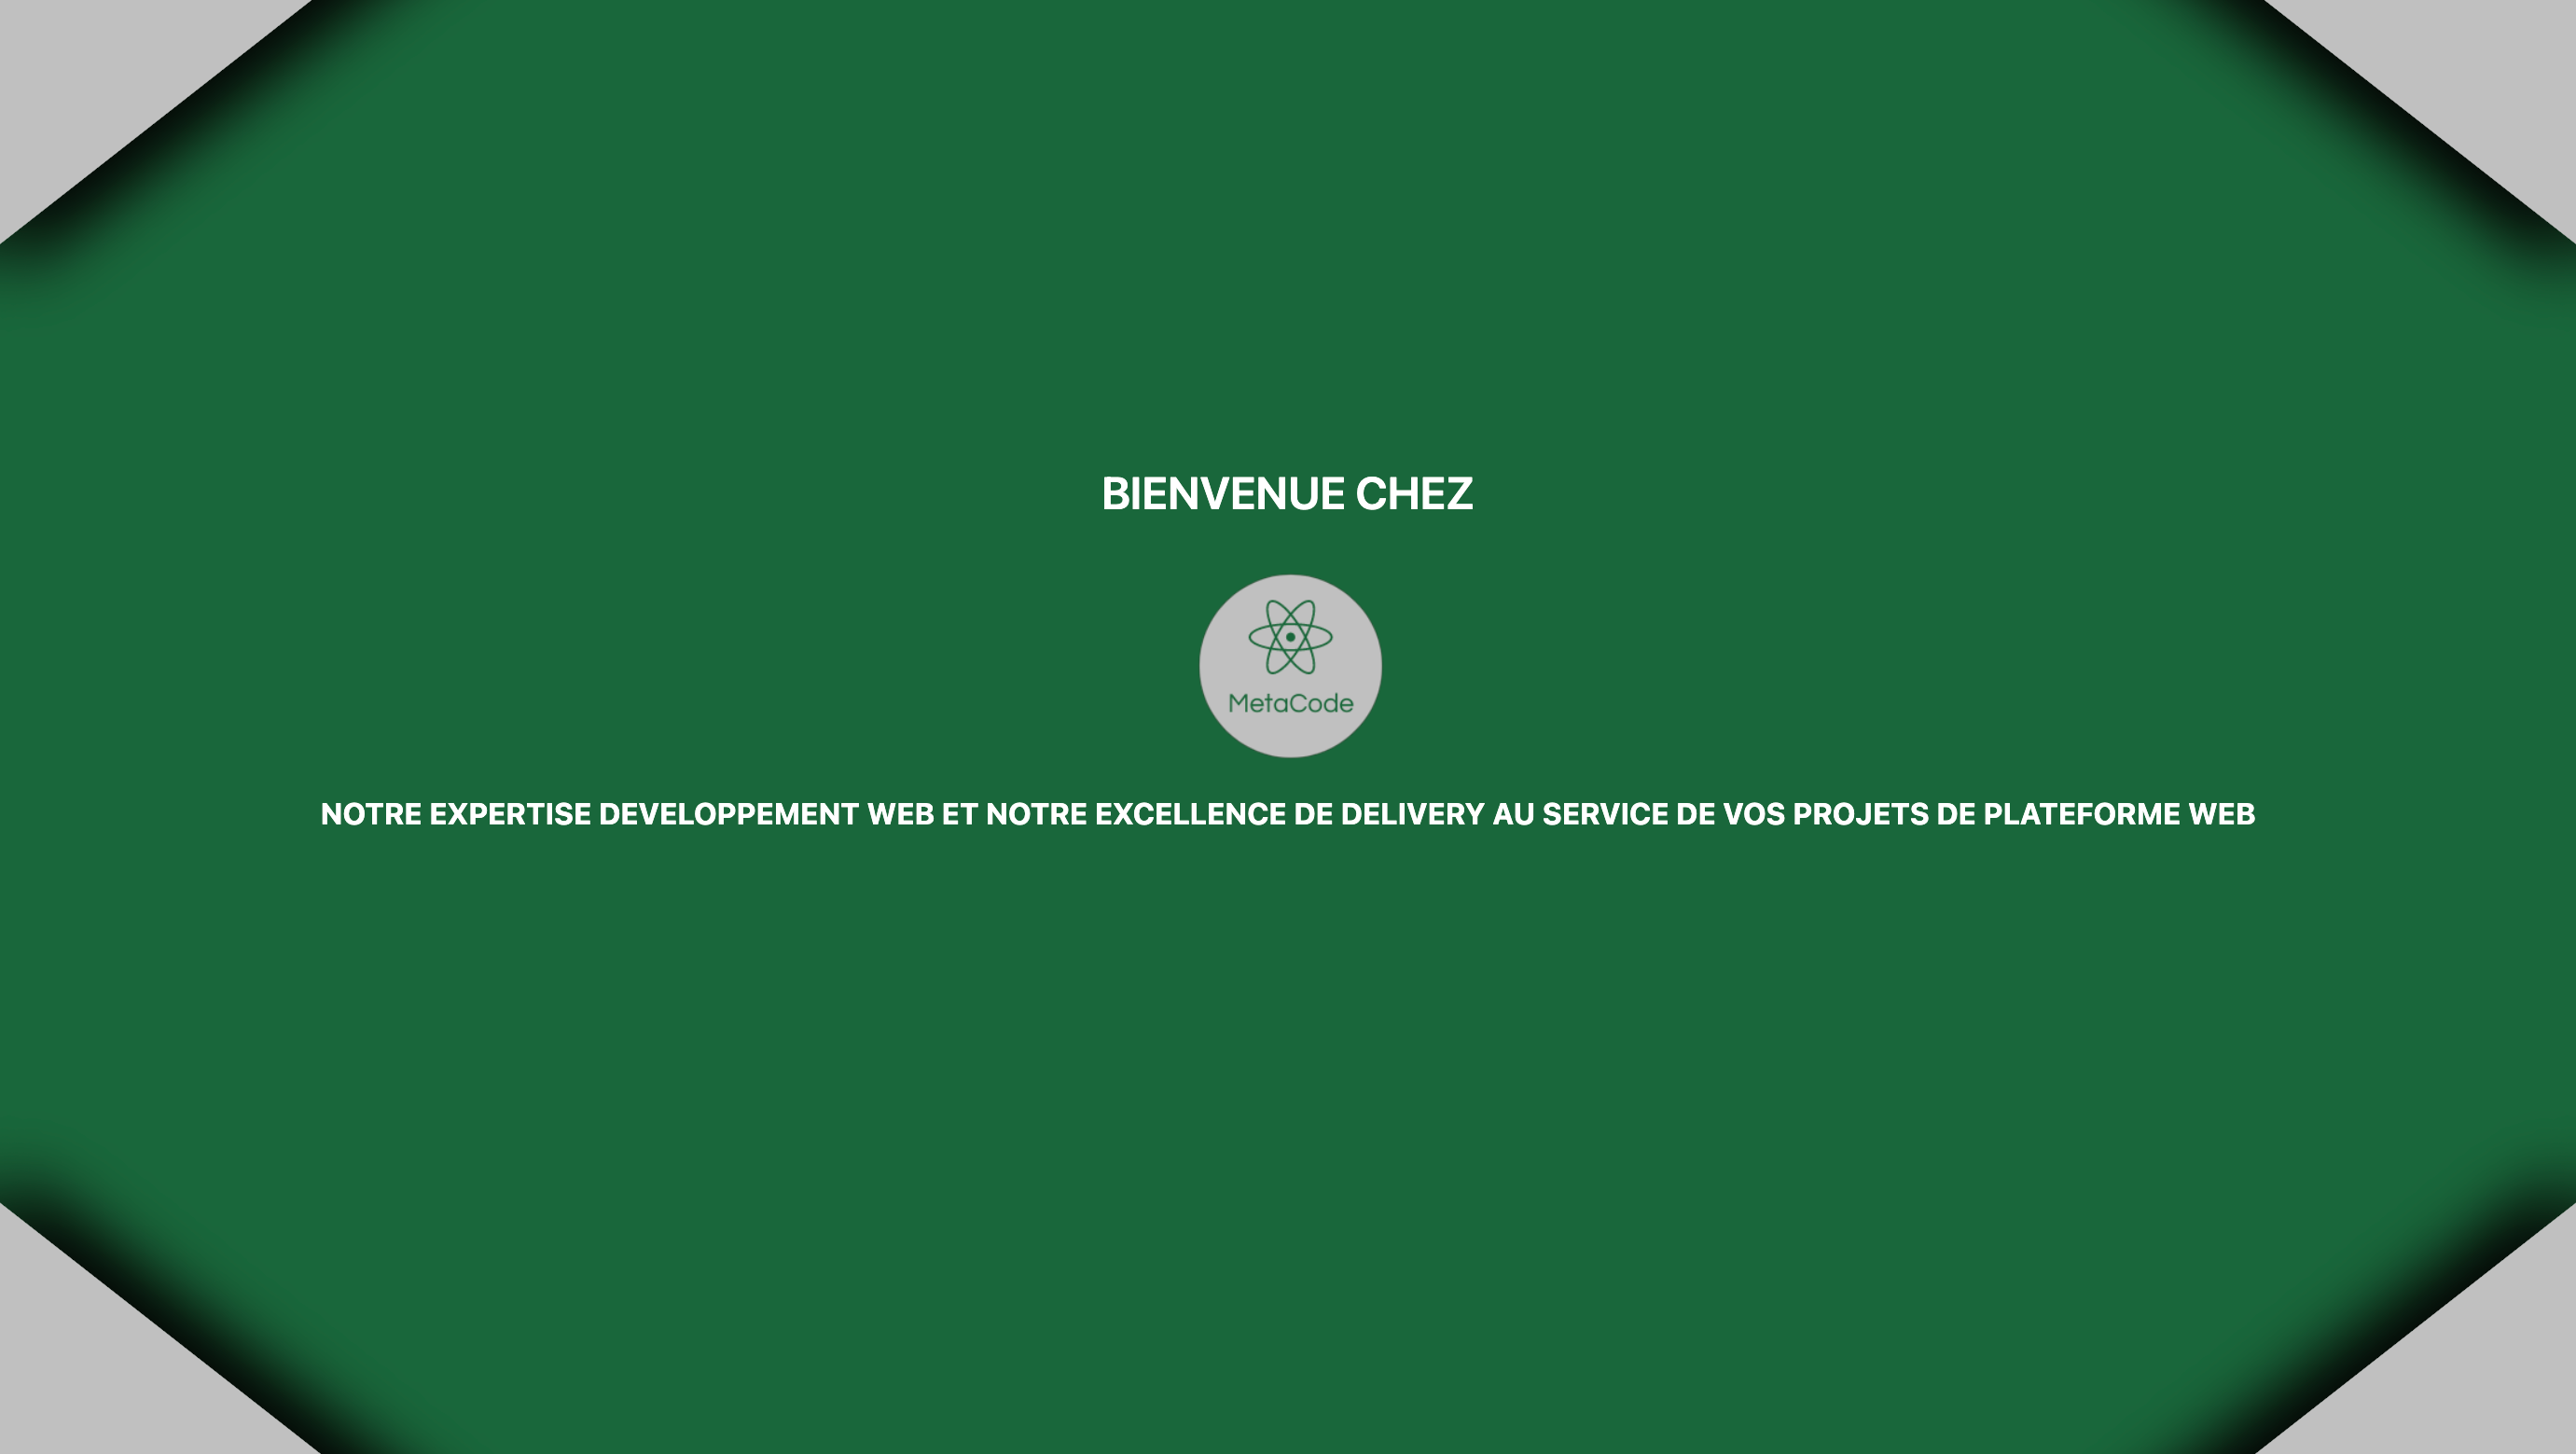 BIENVENUE CHEZ
MetaCode
NOTRE EXPERTISE DEVELOPPEMENT WEB ET NOTRE EXCELLENCE DE DELIVERY AU SERVICE DE VOS PROJETS DE PLATEFORME WEB